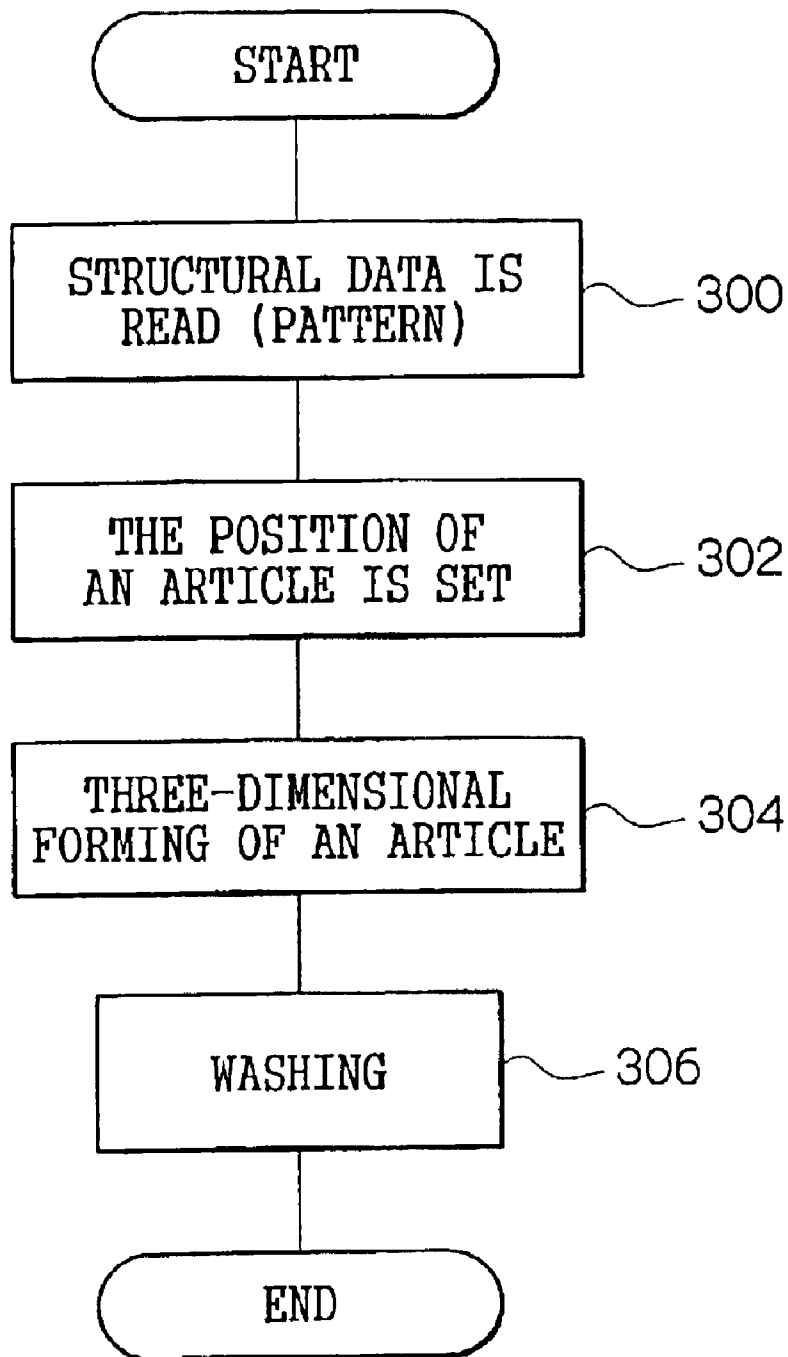 START
STRUCTURAL DATA IS
READ (PATTERN)
300
THE POSITION OF
AN ARTICLE IS SET
302
THREE-DIMENSIONAL
FORMING OF AN ARTICLE
304
WASHING
306
END